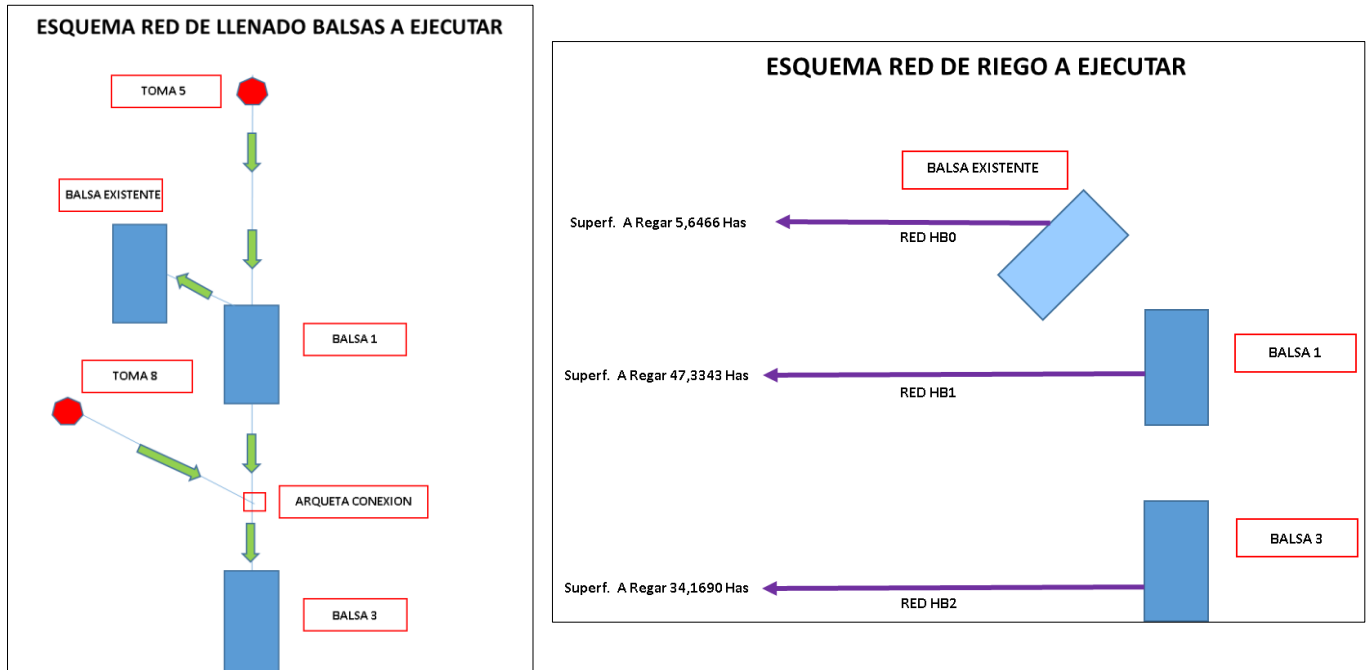 ESQUEMA RED DE LLENADO BALSAS A EJECUTAR
TOMA 5
BALSA EXISTENTE
BALSA 1
TOMA 8
ARQUETA CONEXION
BALSA 3
ESQUEMA RED DE RIEGO A EJECUTAR
BALSA EXISTENTE
Superf. A Regar 5,6466 Has
RED HB0
BALSA 1
Superf. A Regar 47,3343 Has
RED HB1
BALSA 3
Superf. A Regar 34,1690 Has
RED HB2